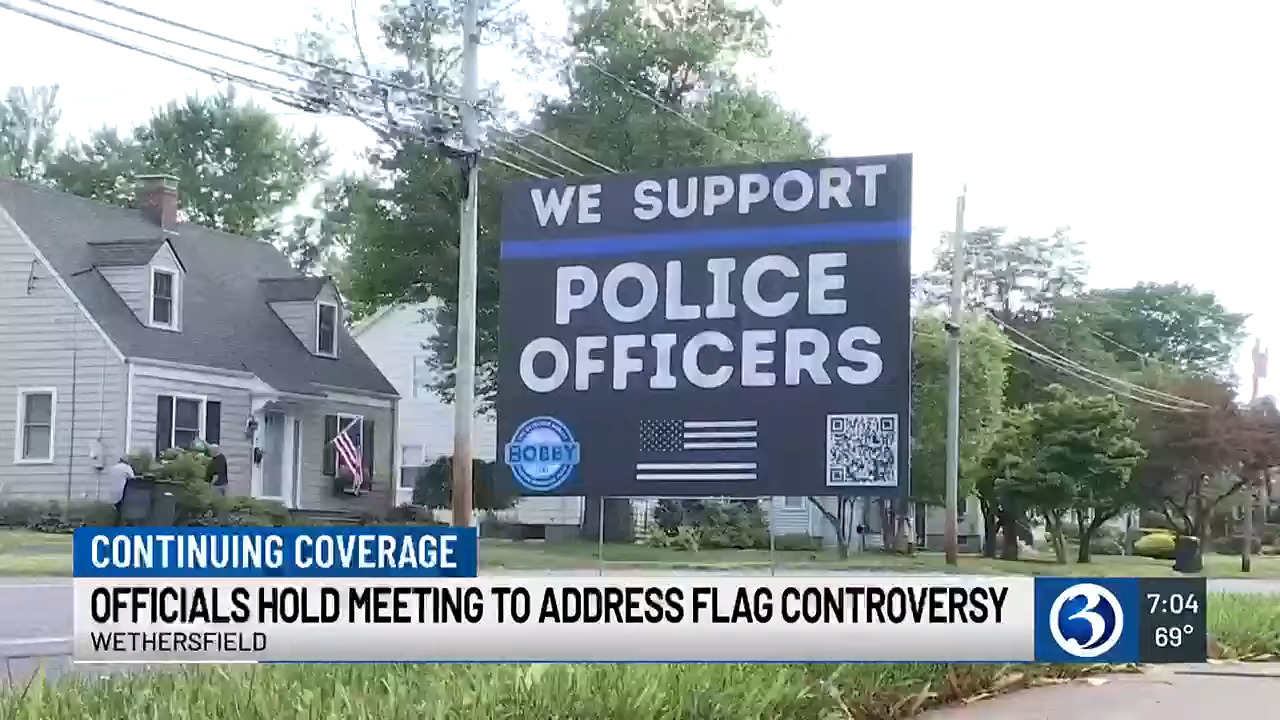 WE SUPPORT
POLICE
OFFICERS
BOBBY
CONTINUING COVERAGE
OFFICIALS HOLD MEETING TO ADDRESS FLAG CONTROVERSY
WETHERSFIELD
3
7:04
69°